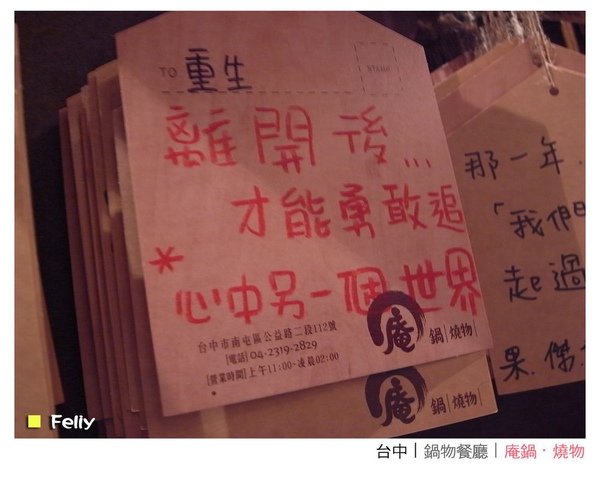 TO 重生
STAMP
離開後...
才能勇敢追
*心中另一個世界
台中市南屯區公益路二段112號
[電話] 04-2319-2829
[營業時間] 上午11:00~凌晨02:00
庵鍋|燒物|
庵鍋|燒物|
那一年.
「我們
起過
果.傑.
Feliy
台中|鍋物餐廳|庵鍋‧燒物